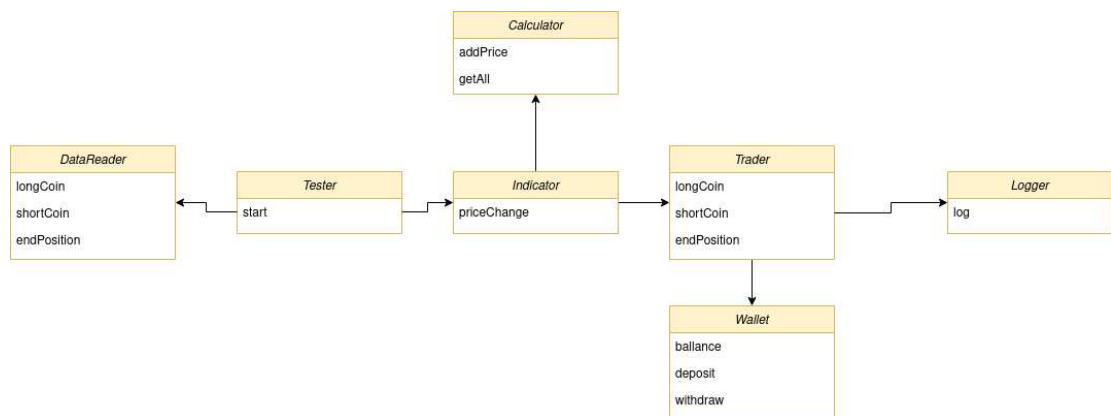 Calculator
addPrice
getAll
DataReader
longCoin
shortCoin
endPosition
Tester
start
Indicator
priceChange
Trader
longCoin
shortCoin
endPosition
Logger
log
Wallet
ballance
deposit
withdraw